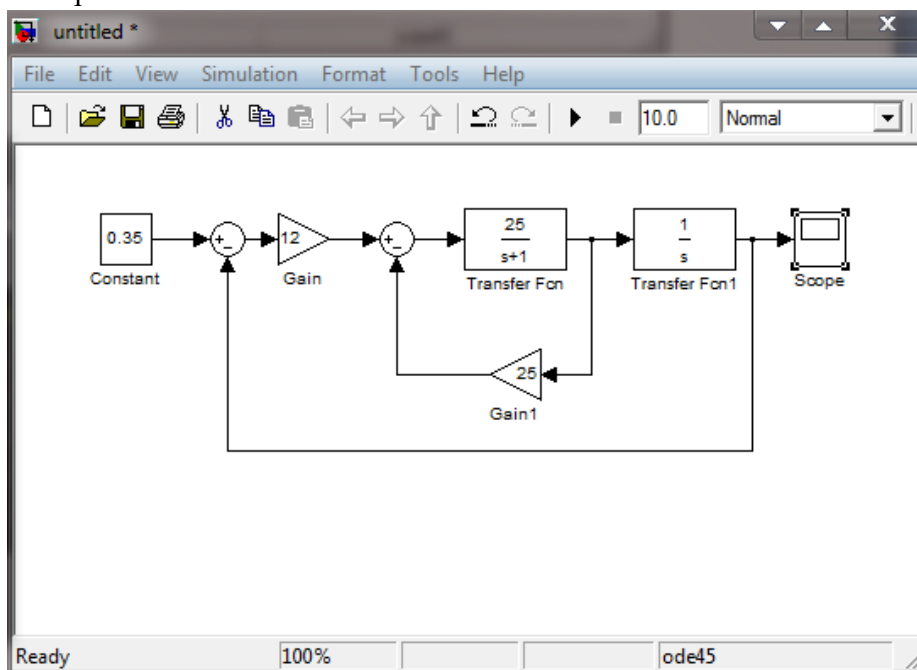 untitled *
File Edit View Simulation Format Tools Help
10.0 Normal
0.35
Constant
+
-
12
Gain
+
-
25
s+1
Transfer Fcn
1
s
Transfer Fcn1
Scope
25
Gain1
Ready 100% ode45